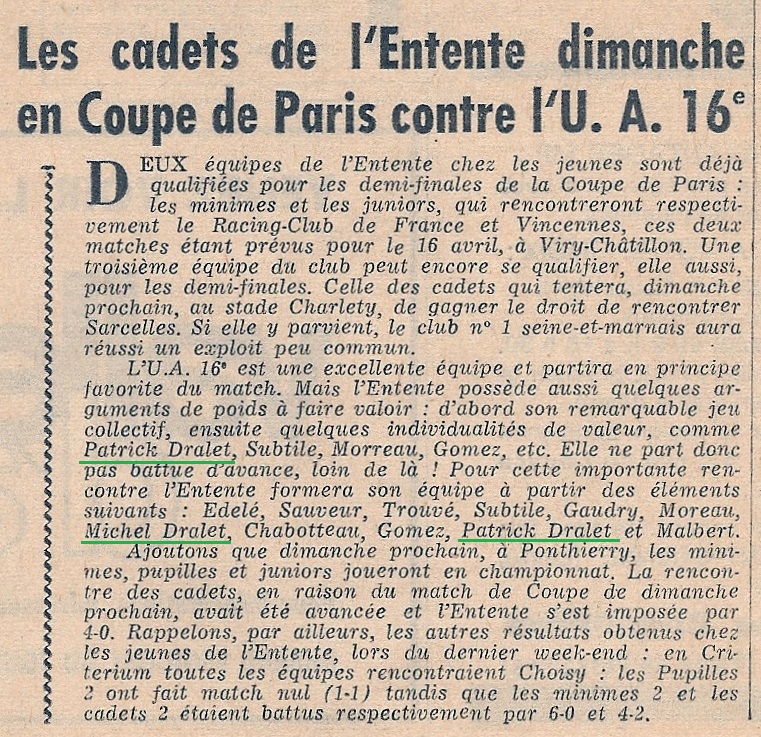 Les cadets de l'Entente dimanche
en Coupe de Paris contre l'U. A. 16e
DEUX équipes de l'Entente chez les jeunes sont déjà
qualifiées pour les demi-finales de la Coupe de Paris :
les minimes et les juniors, qui rencontreront respecti-
vement le Racing-Club de France et Vincennes, ces deux
matches étant prévus pour le 16 avril, à Viry-Châtillon. Une
troisième équipe du club peut encore se qualifier, elle aussi,
pour les demi-finales. Celle des cadets qui tentera, dimanche
prochain, au stade Charlety, de gagner le droit de rencontrer
Sarcelles. Si elle y parvient, le club n° 1 seine-et-marnais aura
réussi un exploit peu commun.
L'U.A. 16e est une excellente équipe et partira en principe
favorite du match. Mais l'Entente possède aussi quelques ar-
guments de poids à faire valoir : d'abord son remarquable jeu
collectif, ensuite quelques individualités de valeur, comme
Patrick Dralet, Subtile, Morreau, Gomez, etc. Elle ne part donc
pas battue d'avance, loin de là ! Pour cette importante ren-
contre l'Entente formera son équipe à partir des éléments
suivants : Edelé, Sauveur, Trouvé, Subtile, Gaudry, Moreau,
Michel Dralet, Chabotteau, Gomez, Patrick Dralet et Malbert.
Ajoutons que dimanche prochain, à Ponthierry, les mini-
mes, pupilles et juniors joueront en championnat. La rencon-
tre des cadets, en raison du match de Coupe de dimanche
prochain, avait été avancée et l'Entente s'est imposée par
4-0. Rappelons, par ailleurs, les autres résultats obtenus chez
les jeunes de l'Entente, lors du dernier week-end : en Cri-
terium toutes les équipes rencontraient Choisy : les Pupilles
2 ont fait match nul (1-1) tandis que les minimes 2 et les
cadets 2 étaient battus respectivement par 6-0 et 4-2.